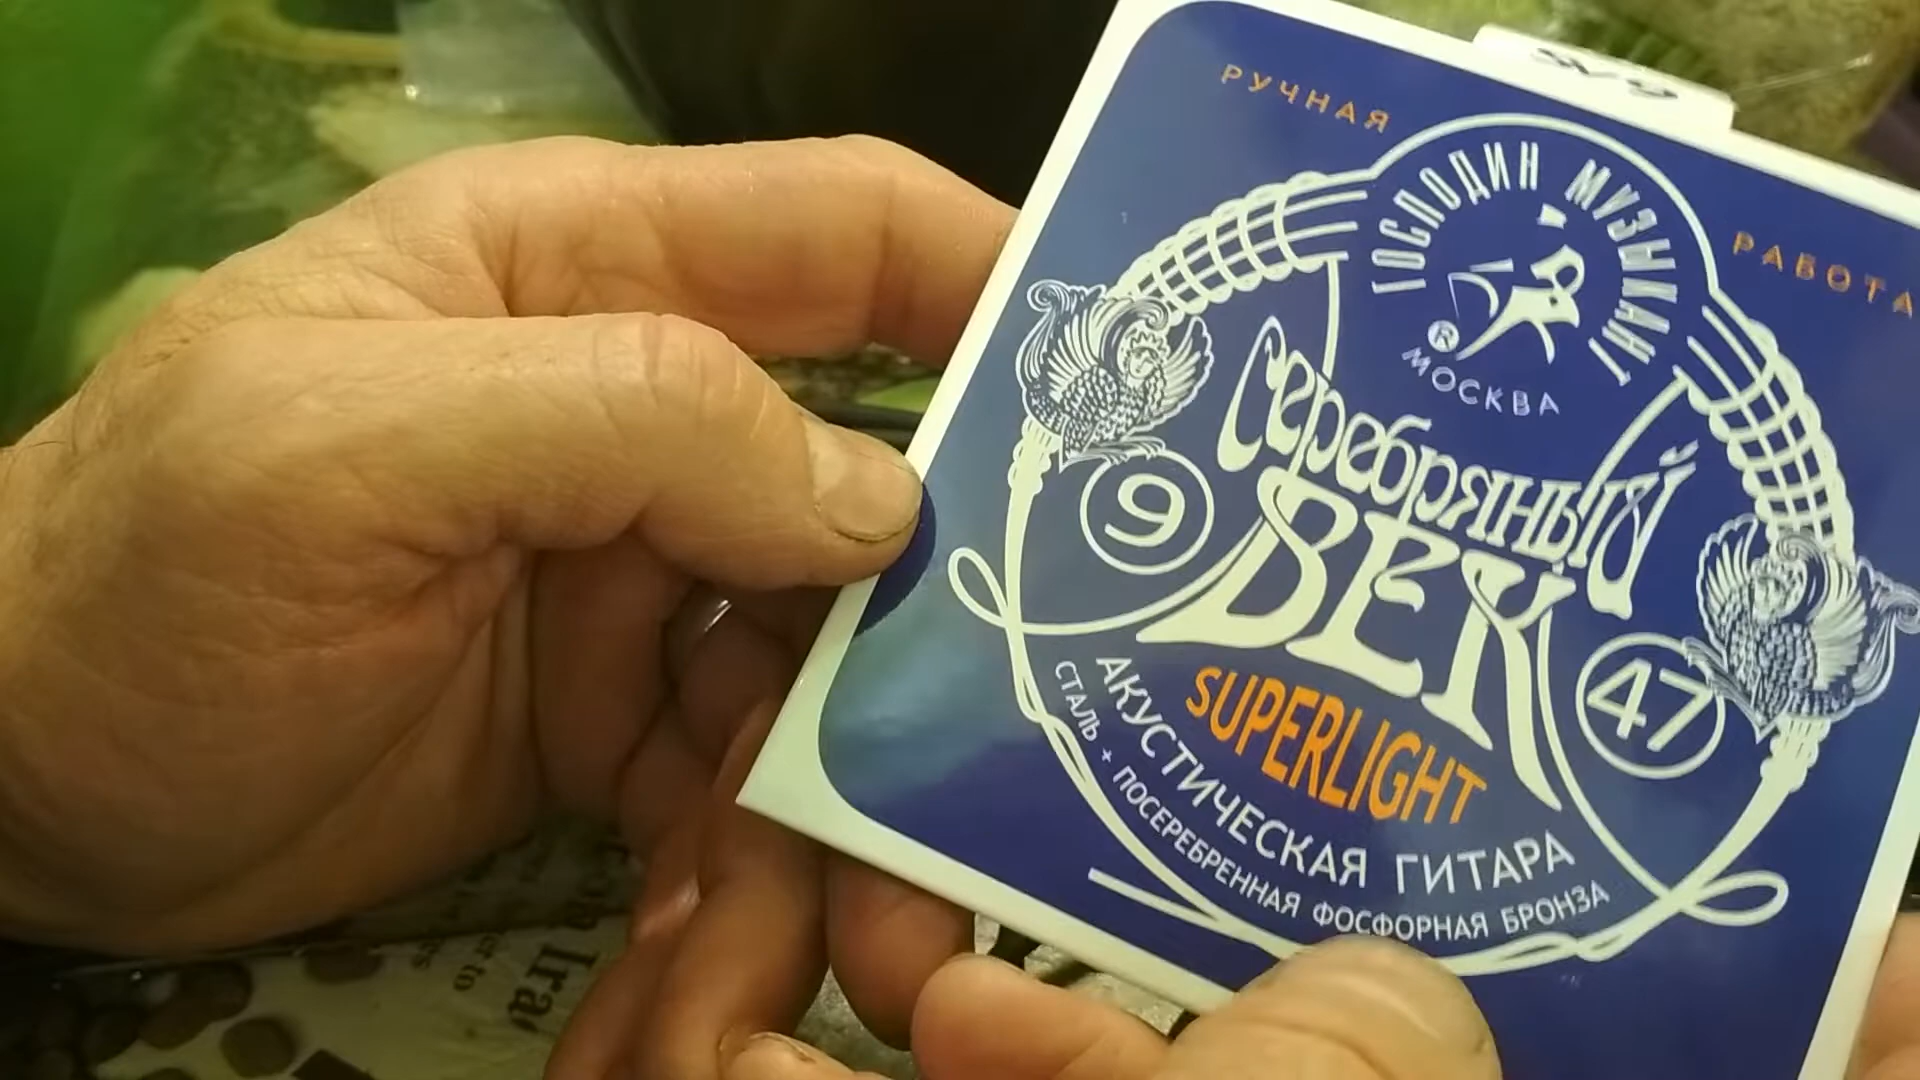 РУЧНАЯ РАБОТА
ГОСПОДИН МУЗЫКАНТ
®
МОСКВА
Серебряный
ВЕК
9
47
SUPERLIGHT
АКУСТИЧЕСКАЯ ГИТАРА
СТАЛЬ + ПОСЕРЕБРЕННАЯ ФОСФОРНАЯ БРОНЗА